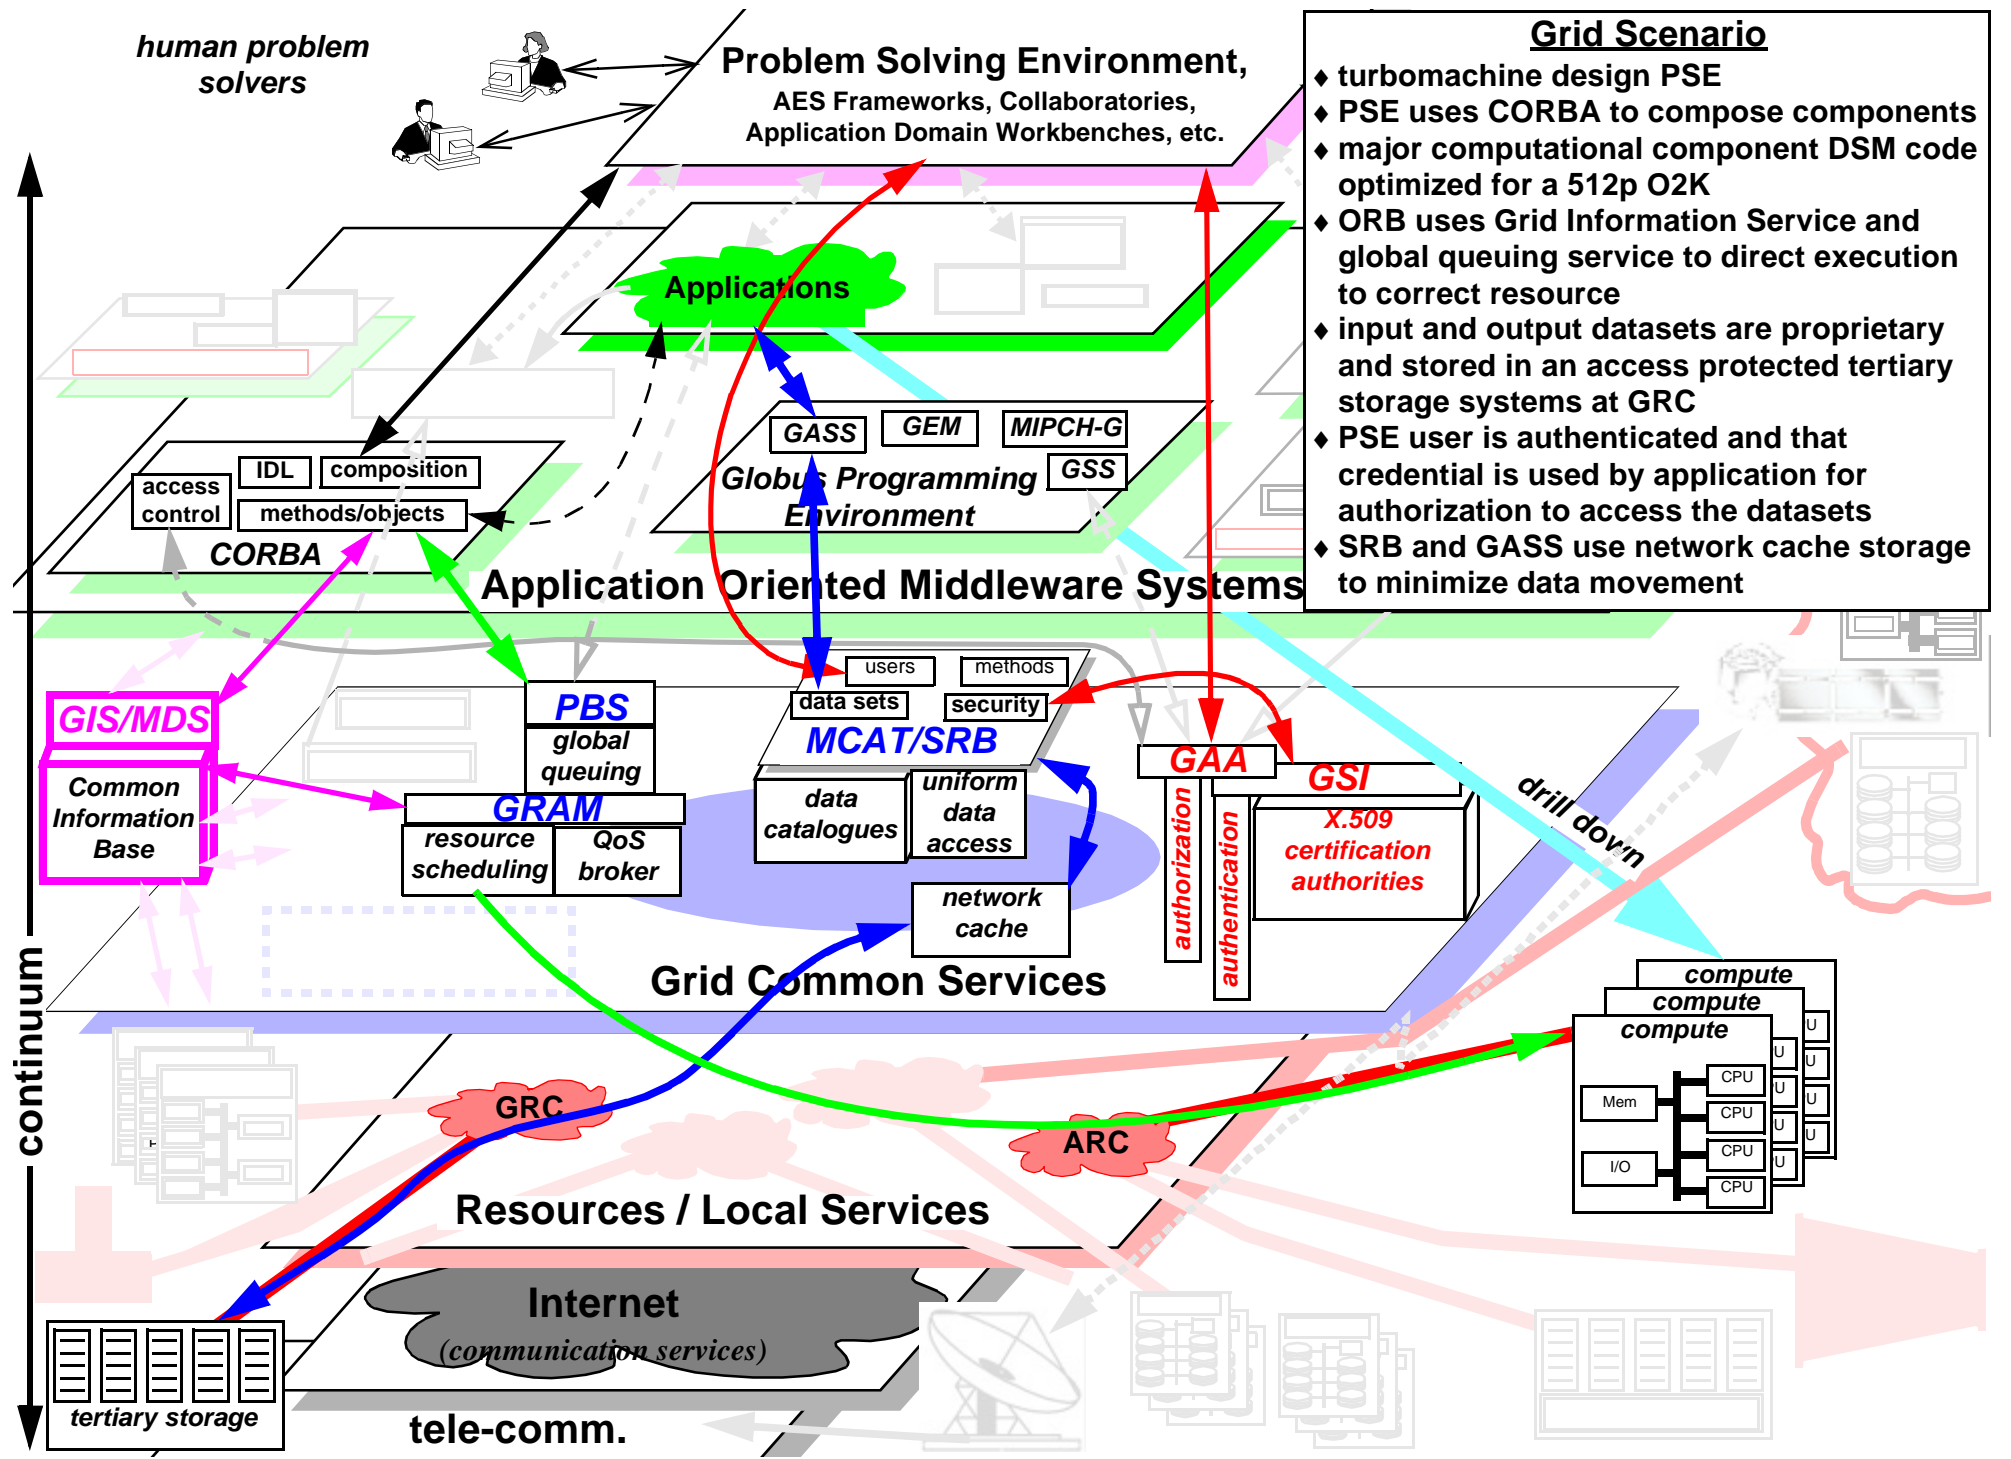 human problem
solvers
Problem Solving Environment,
AES Frameworks, Collaboratories,
Application Domain Workbenches, etc.
Grid Scenario
♦ turbomachine design PSE
♦ PSE uses CORBA to compose components
♦ major computational component DSM code
optimized for a 512p O2K
♦ ORB uses Grid Information Service and
global queuing service to direct execution
to correct resource
♦ input and output datasets are proprietary
and stored in an access protected tertiary
storage systems at GRC
♦ PSE user is authenticated and that
credential is used by application for
authorization to access the datasets
♦ SRB and GASS use network cache storage
to minimize data movement
Applications
GASS
GEM
MIPCH-G
GSS
Globus Programming
Environment
access
control
IDL
composition
methods/objects
CORBA
Application Oriented Middleware Systems
users
methods
data sets
security
MCAT/SRB
data
catalogues
uniform
data
access
network
cache
GIS/MDS
Common
Information
Base
PBS
global
queuing
GRAM
resource
scheduling
QoS
broker
GAA
GSI
authorization
authentication
X.509
certification
authorities
drill down
Grid Common Services
continuum
compute
compute
compute
Mem
I/O
CPU
CPU
CPU
CPU
U
U
U
U
U
PU
PU
U
GRC
ARC
Resources / Local Services
Internet
(communication services)
tertiary storage
tele-comm.